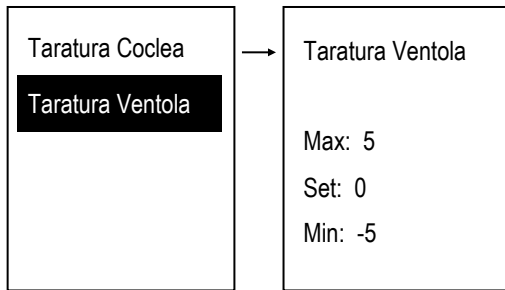 Taratura Coclea
Taratura Ventola
Taratura Ventola
Max: 5
Set: 0
Min: -5